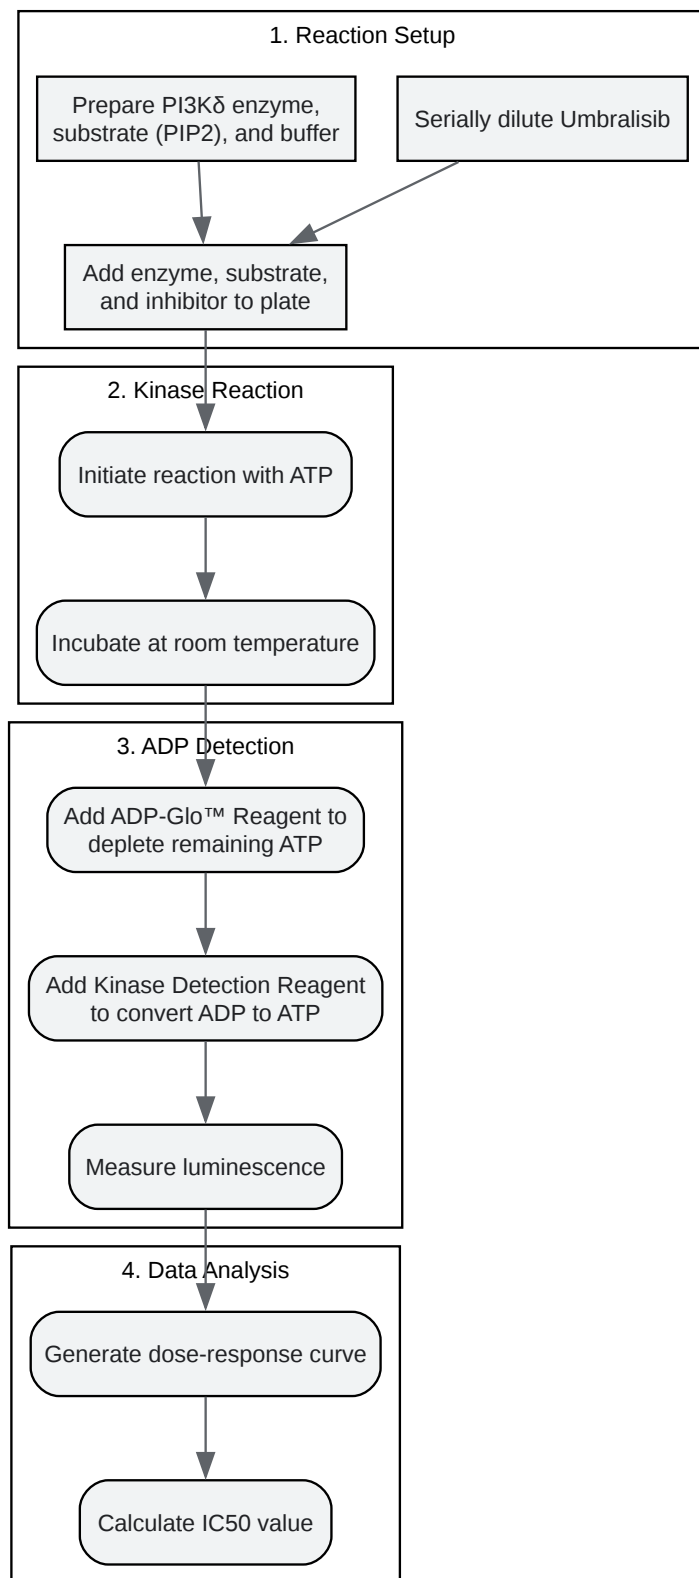 1. Reaction Setup
Prepare PI3Kδ enzyme,
substrate (PIP2), and buffer
Serially dilute Umbralisib
Add enzyme, substrate,
and inhibitor to plate
2. Kinase Reaction
Initiate reaction with ATP
Incubate at room temperature
3. ADP Detection
Add ADP-Glo™ Reagent to
deplete remaining ATP
Add Kinase Detection Reagent
to convert ADP to ATP
Measure luminescence
4. Data Analysis
Generate dose-response curve
Calculate IC50 value